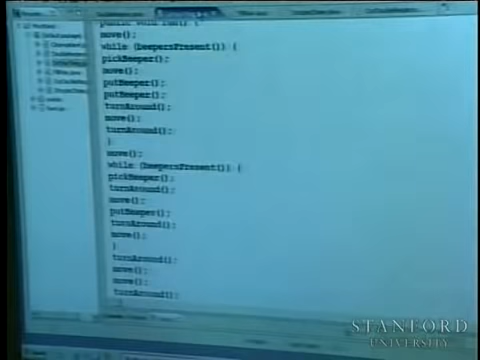 public void run() {
move();
while (beepersPresent()) {
pickBeeper();
move();
putBeeper();
putBeeper();
turnAround();
move();
turnAround();
}
move();
while (beepersPresent()) {
pickBeeper();
turnAround();
move();
putBeeper();
turnAround();
move();
}
turnAround();
move();
move();
turnAround();
STANFORD
UNIVERSITY